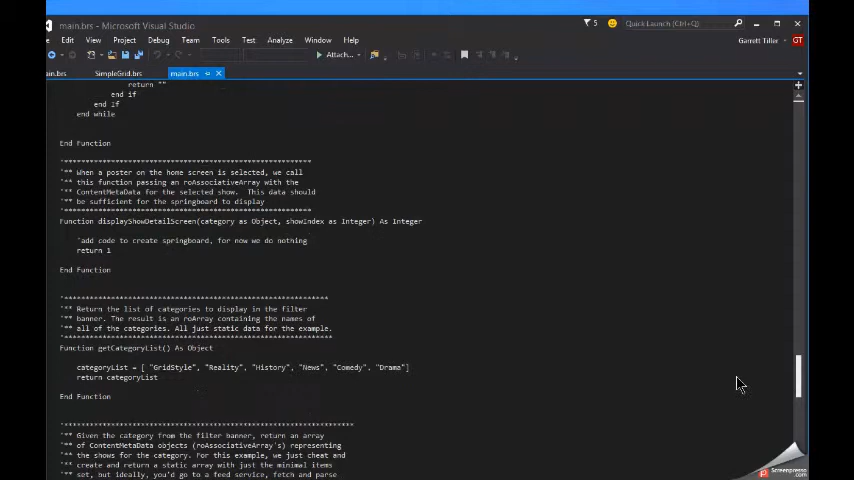 main.brs - Microsoft Visual Studio
5
Quick Launch (Ctrl+Q)
Edit View Project Debug Team Tools Test Analyze Window Help
Garrett Tiller GT
Attach...
ain.brs SimpleGrid.brs main.brs
return ""
end if
end if
end while
End Function
'******************************************************
'** When a poster on the home screen is selected, we call
'** this function passing an roAssociativeArray with the
'** ContentMetaData for the selected show. This data should
'** be sufficient for the springboard to display
'******************************************************
Function displayShowDetailScreen(category as Object, showIndex as Integer) As Integer
'add code to create springboard, for now we do nothing
return 1
End Function
'**********************************************************
'** Return the list of categories to display in the filter
'** banner. The result is an roArray containing the names of
'** all of the categories. All just static data for the example.
'***********************************************************
Function getCategoryList() As Object
categoryList = [ "GridStyle", "Reality", "History", "News", "Comedy", "Drama"]
return categoryList
End Function
'****************************************************************
'** Given the category from the filter banner, return an array
'** of ContentMetaData objects (roAssociativeArray's) representing
'** the shows for the category. For this example, we just cheat and
'** create and return a static array with just the minimal items
'** set, but ideally, you'd go to a feed service, fetch and parse
Screenpresso